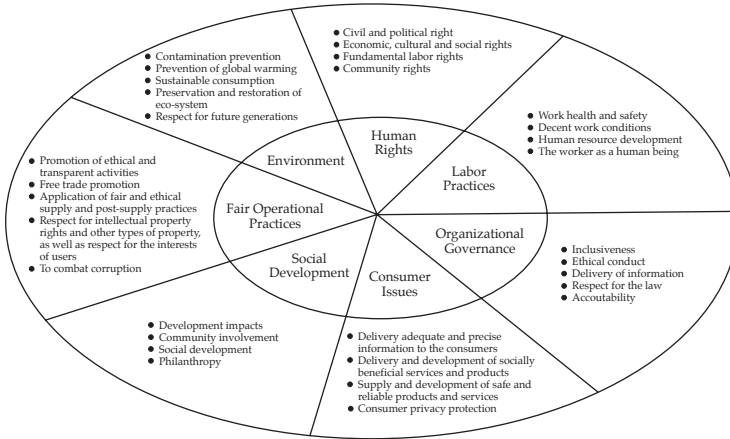 ● Civil and political right
● Economic, cultural and social rights
● Fundamental labor rights
● Community rights
● Contamination prevention
● Prevention of global warming
● Sustainable consumption
● Preservation and restoration of
eco-system
● Respect for future generations
● Work health and safety
● Decent work conditions
● Human resource development
● The worker as a human being
● Promotion of ethical and
transparent activities
● Free trade promotion
● Application of fair and ethical
supply and post-supply practices
● Respect for intellectual property
rights and other types of property,
as well as respect for the interests
of users
● To combat corruption
Human
Rights
Environment
Labor
Practices
Fair Operational
Practices
Organizational
Governance
Social
Development
Consumer
Issues
● Inclusiveness
● Ethical conduct
● Delivery of information
● Respect for the law
● Accoutability
● Development impacts
● Community involvement
● Social development
● Philanthropy
● Delivery adequate and precise
information to the consumers
● Delivery and development of socially
beneficial services and products
● Supply and development of safe and
reliable products and services
● Consumer privacy protection